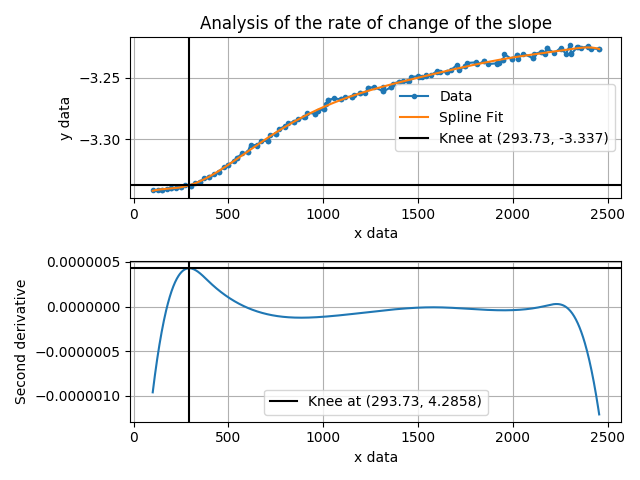 Analysis of the rate of change of the slope
−3.25
−3.30
y data
Data
Spline Fit
Knee at (293.73, -3.337)
0 500 1000 1500 2000 2500
x data
0.0000005
0.0000000
−0.0000005
−0.0000010
Second derivative
Knee at (293.73, 4.2858)
0 500 1000 1500 2000 2500
x data